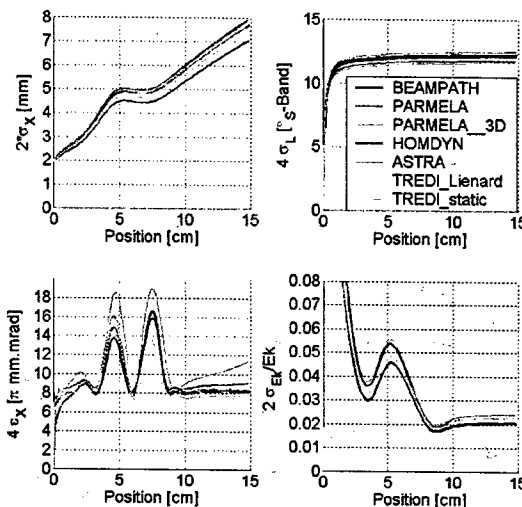 8
7
6
5
4
3
2
1
0
2*σX [mm]
0 5 10 15
Position [cm]
15
10
5
0
4 σL [°S-Band]
BEAMPATH
PARMELA
PARMELA__3D
HOMDYN
ASTRA
TREDI_Lienard
TREDI_static
0 5 10 15
Position [cm]
18
16
14
12
10
8
6
4
2
0
4 εX [π mm.mrad]
0 5 10 15
Position [cm]
0.08
0.07
0.06
0.05
0.04
0.03
0.02
0.01
0
2 σEk/Ek
0 5 10 15
Position [cm]